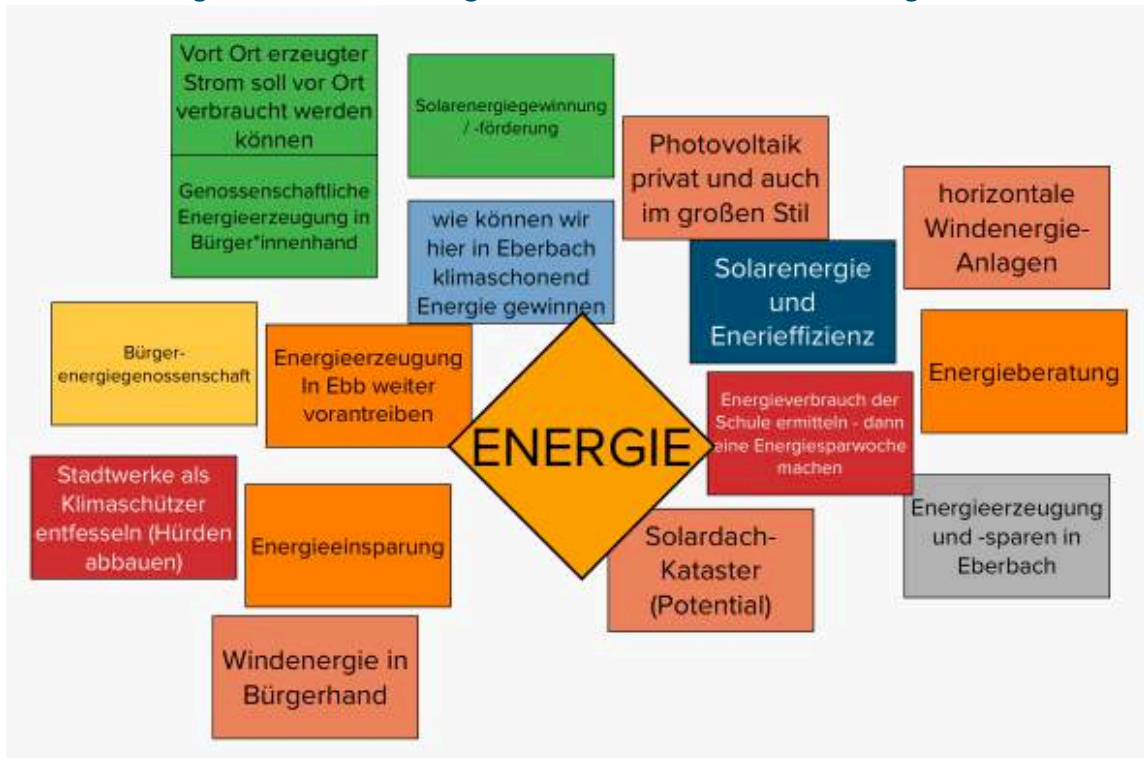 Vort Ort erzeugter
Strom soll vor Ort
verbraucht werden
können
Genossenschaftliche
Energieerzeugung in
Bürger*innenhand
Solarenergiegewinnung
/ -förderung
wie können wir
hier in Eberbach
klimaschonend
Energie gewinnen
Photovoltaik
privat und auch
im großen Stil
Solarenergie
und
Enerieffizienz
horizontale
Windenergie-
Anlagen
Bürger-
energiegenossenschaft
Energieerzeugung
In Ebb weiter
vorantreiben
ENERGIE
Energieverbrauch der
Schule ermitteln - dann
eine Energiesparwoche
machen
Energieberatung
Stadtwerke als
Klimaschützer
entfesseln (Hürden
abbauen)
Energieeinsparung
Solardach-
Kataster
(Potential)
Energieerzeugung
und -sparen in
Eberbach
Windenergie in
Bürgerhand